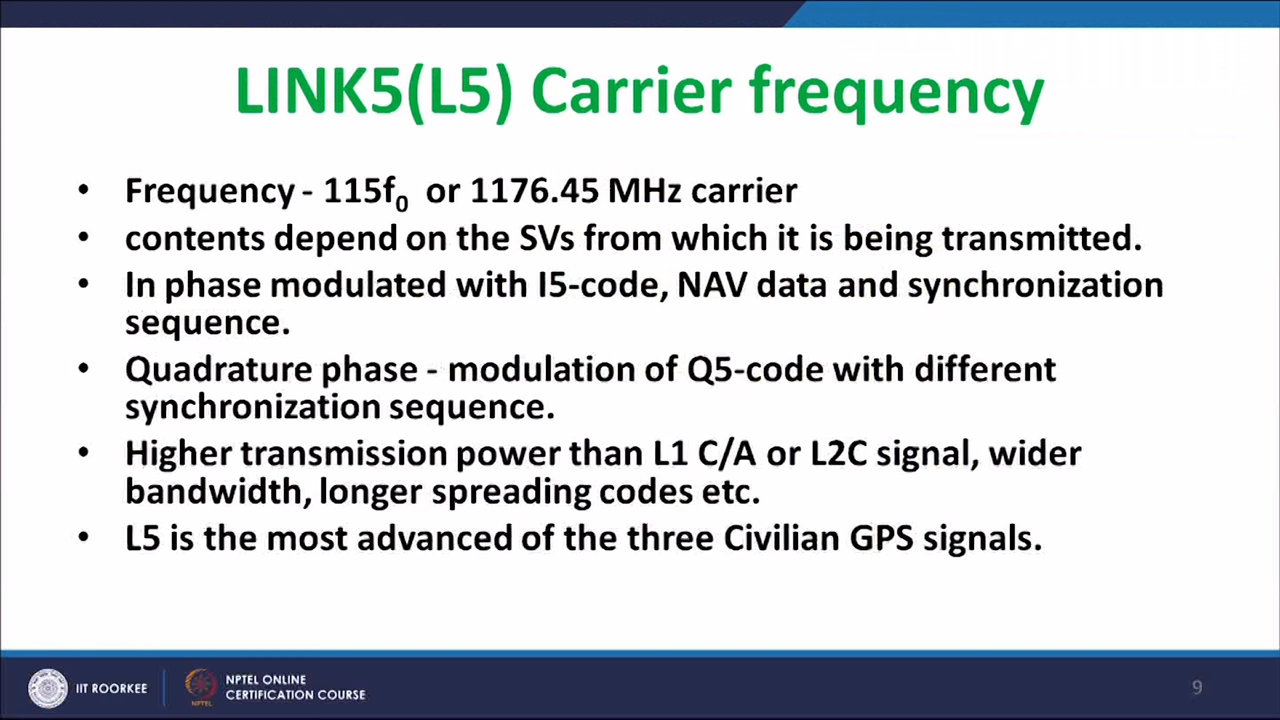 LINK5(L5) Carrier frequency
• Frequency - 115f₀ or 1176.45 MHz carrier
• contents depend on the SVs from which it is being transmitted.
• In phase modulated with I5-code, NAV data and synchronization
sequence.
• Quadrature phase - modulation of Q5-code with different
synchronization sequence.
• Higher transmission power than L1 C/A or L2C signal, wider
bandwidth, longer spreading codes etc.
• L5 is the most advanced of the three Civilian GPS signals.
IIT ROORKEE
NPTEL
NPTEL ONLINE
CERTIFICATION COURSE
9